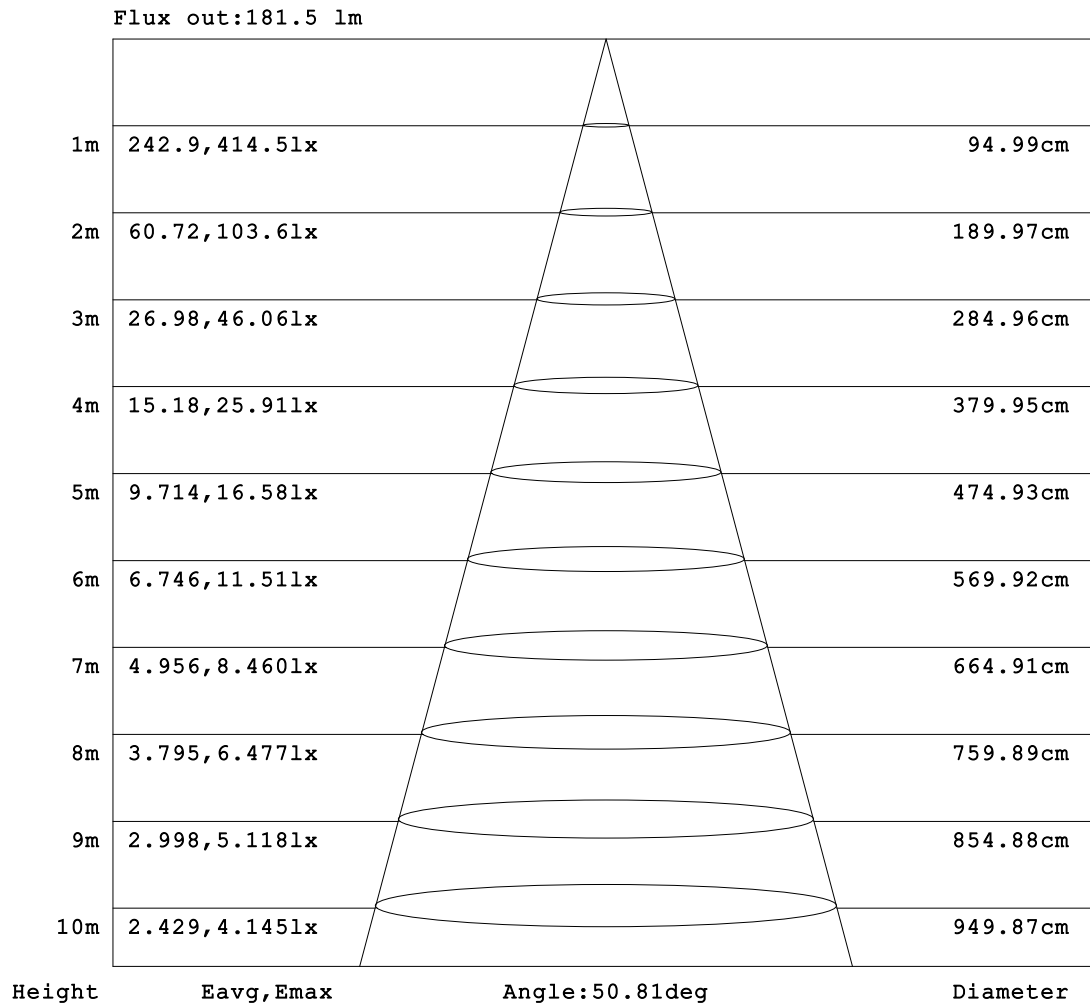 Flux out:181.5 lm
1m 242.9,414.5lx 94.99cm
2m 60.72,103.6lx 189.97cm
3m 26.98,46.06lx 284.96cm
4m 15.18,25.91lx 379.95cm
5m 9.714,16.58lx 474.93cm
6m 6.746,11.51lx 569.92cm
7m 4.956,8.460lx 664.91cm
8m 3.795,6.477lx 759.89cm
9m 2.998,5.118lx 854.88cm
10m 2.429,4.145lx 949.87cm
Height Eavg,Emax Angle:50.81deg Diameter